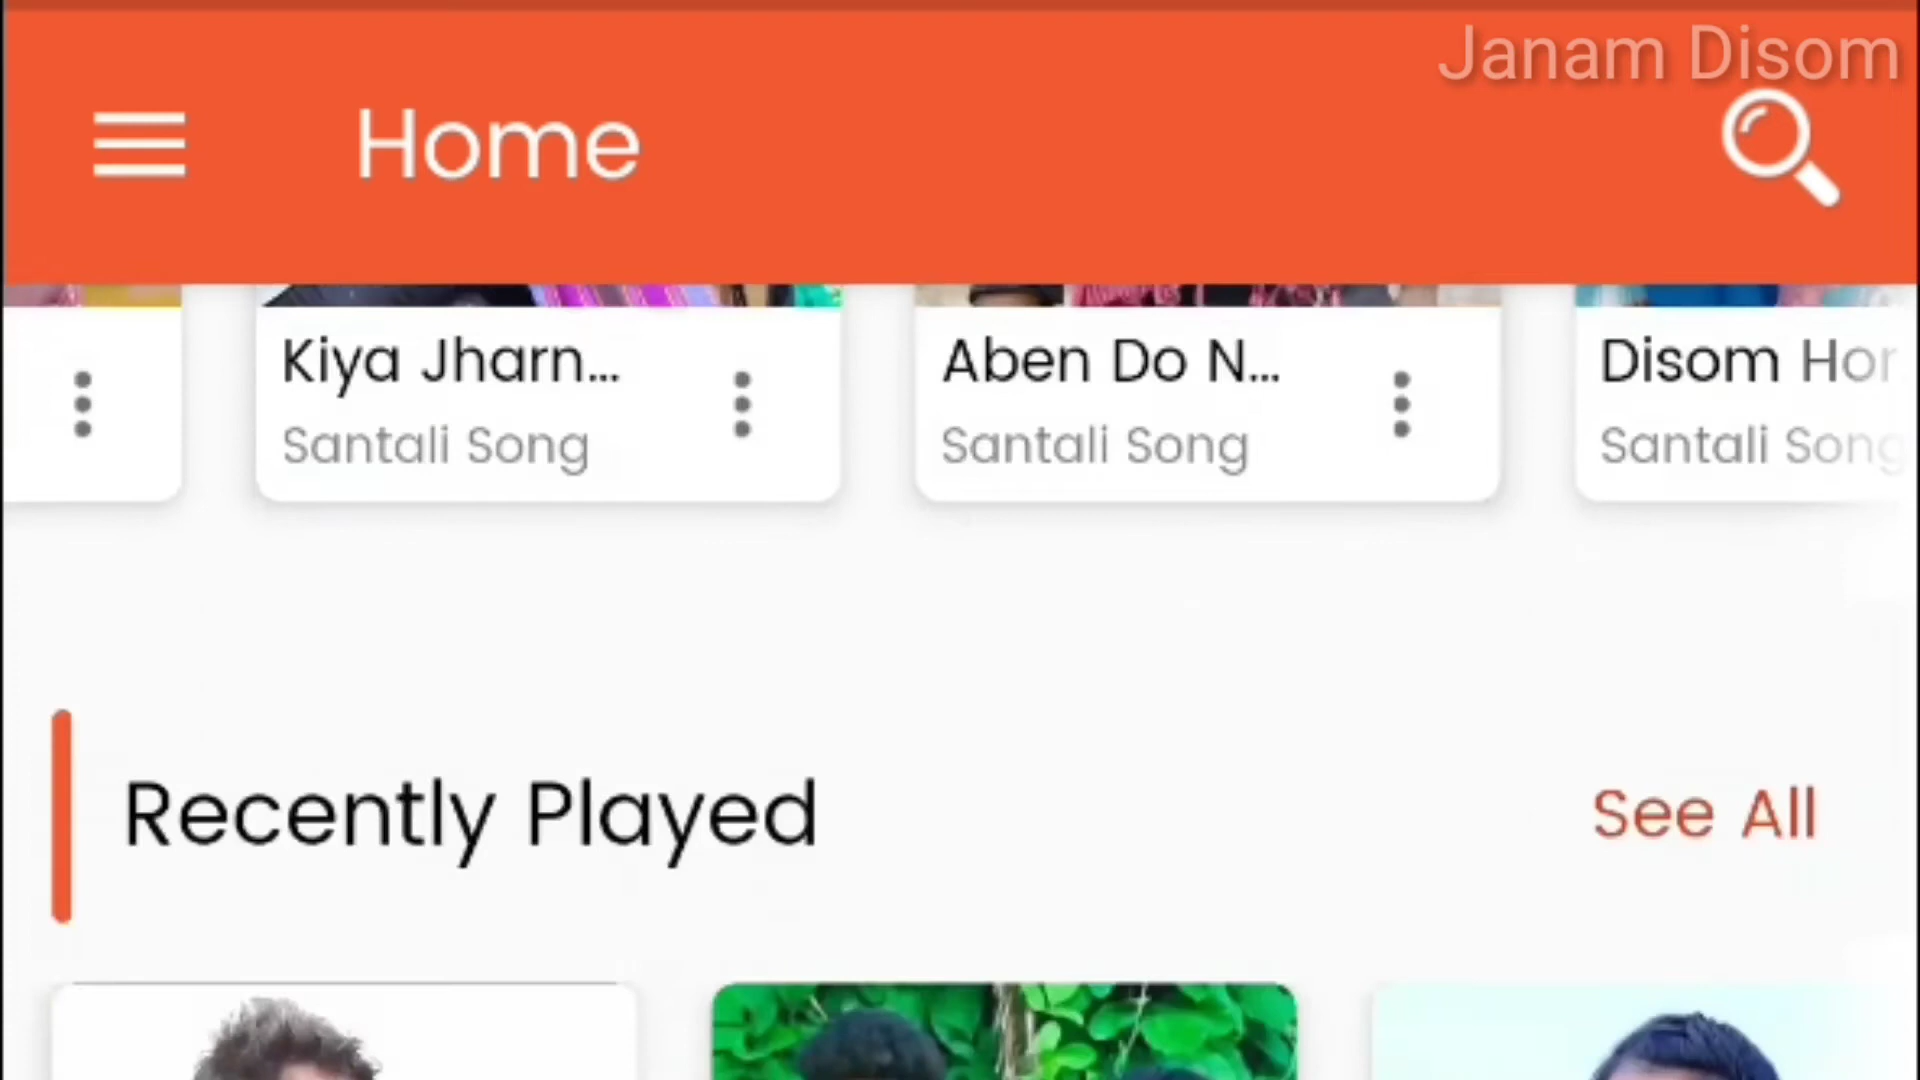 Janam Disom
Home
Kiya Jharn...
Santali Song
Aben Do N...
Santali Song
Disom Hor
Santali Song
Recently Played
See All